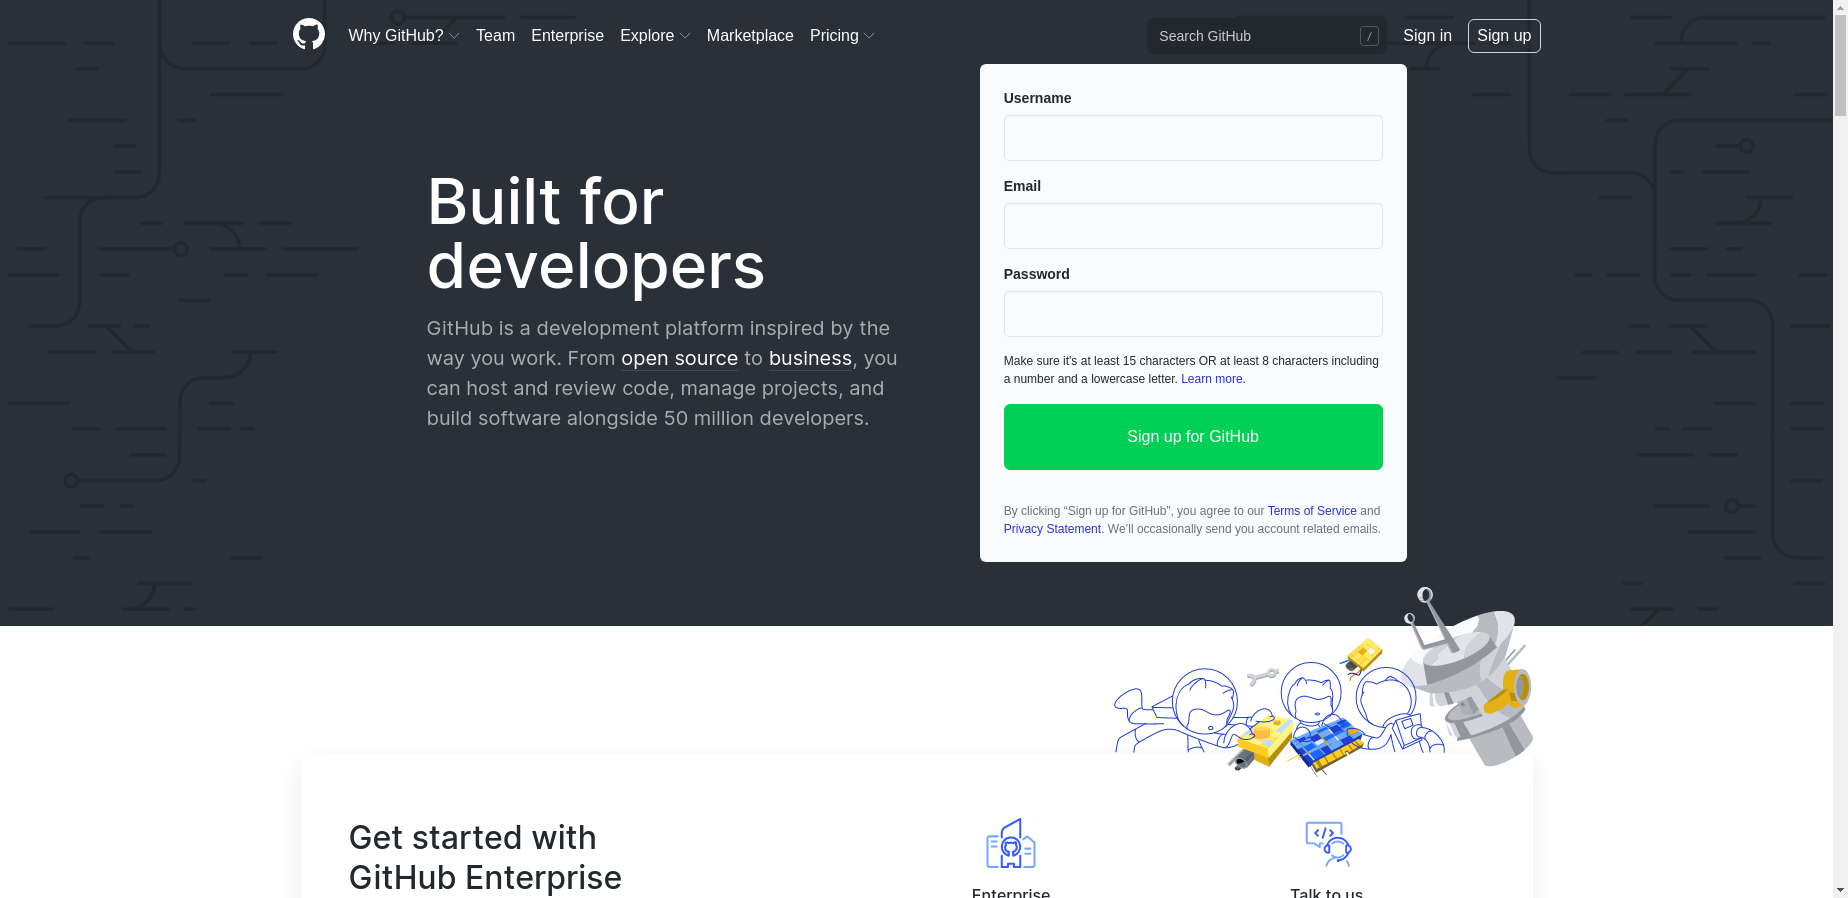 Why GitHub? Team Enterprise Explore Marketplace Pricing Search GitHub / Sign in Sign up
Built for
developers
GitHub is a development platform inspired by the
way you work. From open source to business, you
can host and review code, manage projects, and
build software alongside 50 million developers.
Username
Email
Password
Make sure it's at least 15 characters OR at least 8 characters including
a number and a lowercase letter. Learn more.
Sign up for GitHub
By clicking “Sign up for GitHub”, you agree to our Terms of Service and
Privacy Statement. We’ll occasionally send you account related emails.
Get started with
GitHub Enterprise
Enterprise
Talk to us